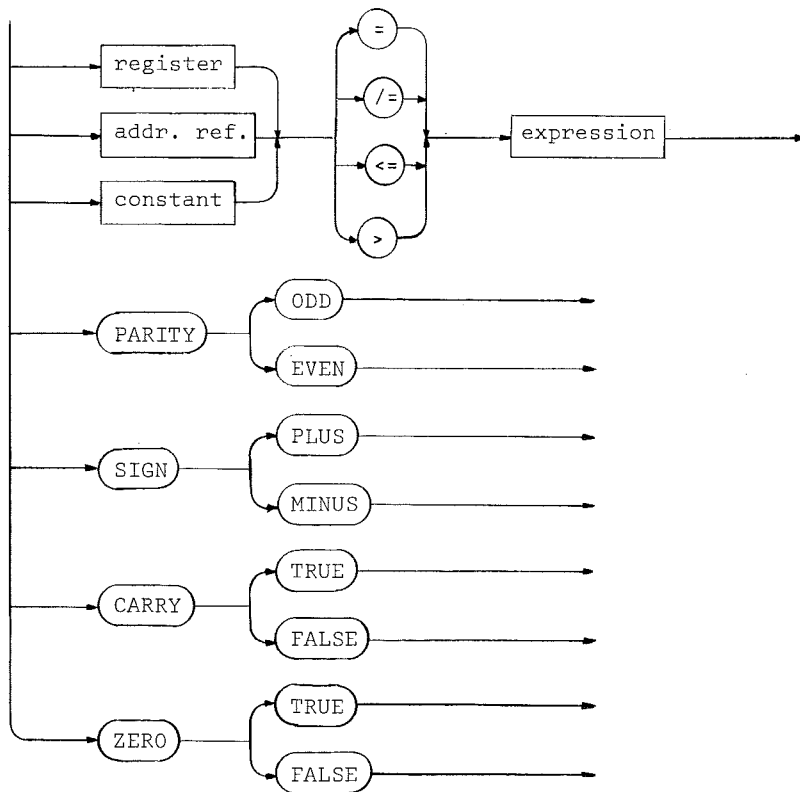 =
register
/=
addr. ref.
expression
<=
constant
>
ODD
PARITY
EVEN
PLUS
SIGN
MINUS
TRUE
CARRY
FALSE
TRUE
ZERO
FALSE